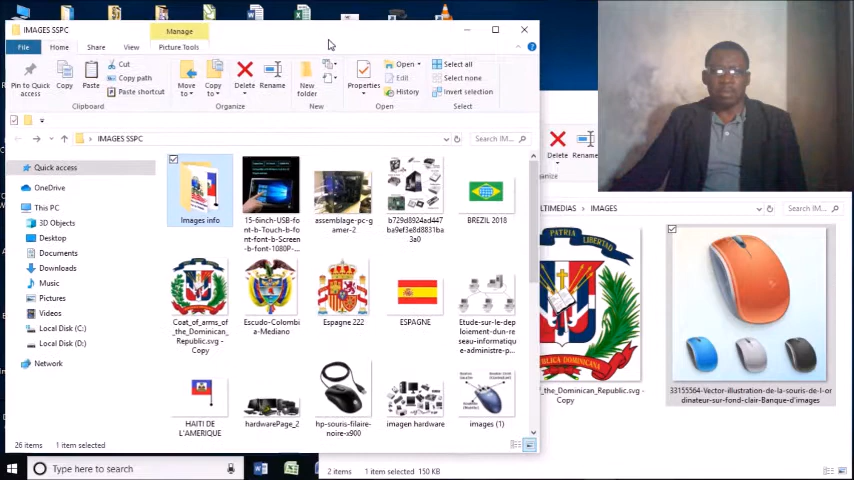 IMAGES SSPC
Manage
File
Home
Share
View
Picture Tools
Pin to Quick access
Copy
Paste
Cut
Copy path
Paste shortcut
Clipboard
Move to
Copy to
Delete
Rename
Organize
New folder
New
Properties
Open
Edit
History
Open
Select all
Select none
Invert selection
Select
IMAGES SSPC
Search IM...
Quick access
OneDrive
This PC
3D Objects
Desktop
Documents
Downloads
Music
Pictures
Videos
Local Disk (C:)
Local Disk (D:)
Network
Images info
15-6inch-USB-fo
nt-b-Touch-b-fo
nt-font-b-Screen
-b-font-1080P-...
assemblage-pc-g
amer-2
b729d8924ad447
ba9ef3e8d8831ba
3a0
BREZIL 2018
Coat_of_arms_of
_the_Dominican_
Republic.svg -
Copy
Escudo-Colombi
a-Mediano
Espagne 222
ESPAGNE
Etude-sur-le-dep
loiement-dun-re
seau-informatiqu
e-administre-p...
HAITI DE
L'AMERIQUE
hardwarePage_2
hp-souris-filaire-
noire-x900
imagen hardware
images (1)
26 items
1 item selected
Delete
Rename
IMAGES
Search IM...
PATRIA
LIBERTAD
REPUBLICA DOMINICANA
_the_Dominican_Republic.svg -
Copy
33155564-Vector-illustration-de-la-souris-de-l-or
dinateur-sur-fond-clair-Banque-d'images
2 items
1 item selected 150 KB
Type here to search